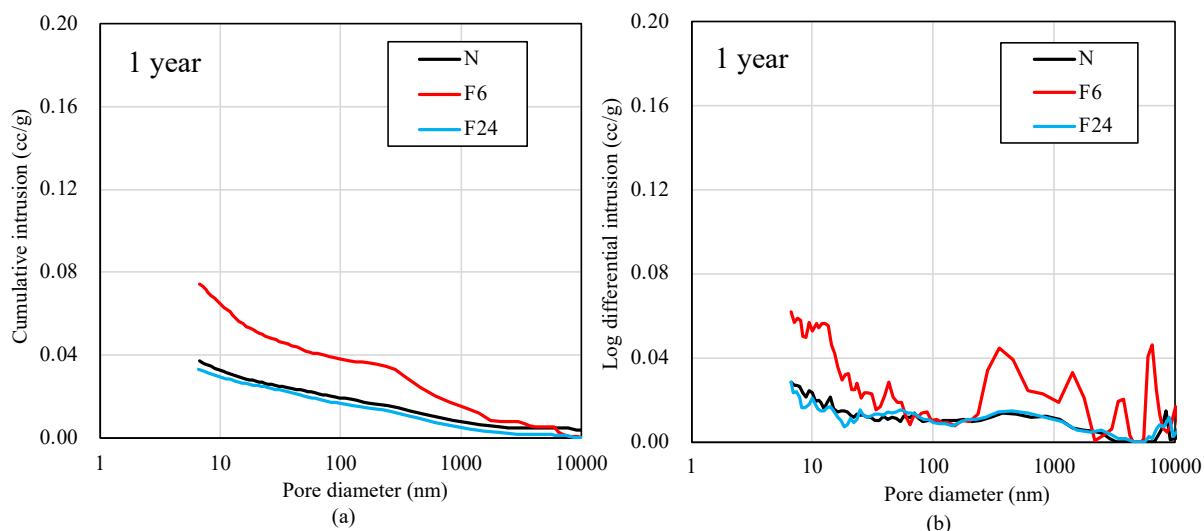 0.20
0.16
0.12
0.08
0.04
0.00
Cumulative intrusion (cc/g)
1 year
N
F6
F24
1
10
100
1000
10000
Pore diameter (nm)
(a)
0.20
0.16
0.12
0.08
0.04
0.00
Log differential intrusion (cc/g)
1 year
N
F6
F24
1
10
100
1000
10000
Pore diameter (nm)
(b)